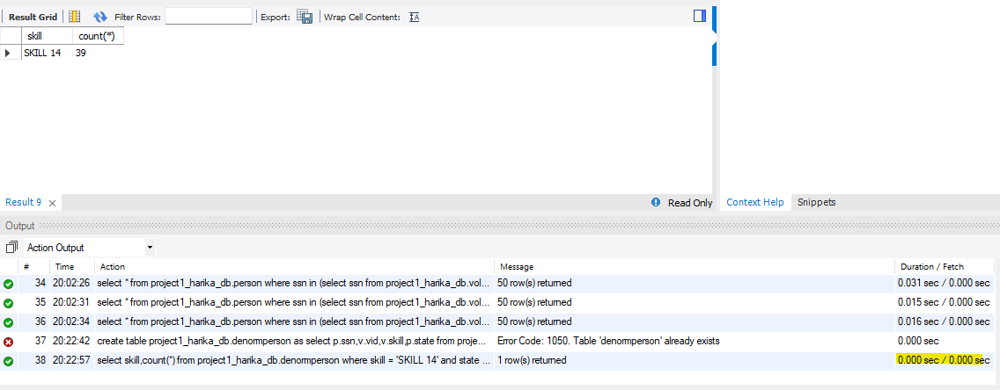 Result Grid Filter Rows: Export: Wrap Cell Content:
skill count(*)
SKILL 14 39
Result 9 Read Only Context Help Snippets
Output
Action Output
# Time Action Message Duration / Fetch
34 20:02:26 select * from project1_harika_db.person where ssn in (select ssn from project1_harika_db.vol... 50 row(s) returned 0.031 sec / 0.000 sec
35 20:02:31 select * from project1_harika_db.person where ssn in (select ssn from project1_harika_db.vol... 50 row(s) returned 0.015 sec / 0.000 sec
36 20:02:34 select * from project1_harika_db.person where ssn in (select ssn from project1_harika_db.vol... 50 row(s) returned 0.016 sec / 0.000 sec
37 20:22:42 create table project1_harika_db.denomperson as select p.ssn,v.vid,v.skill,p.state from proje... Error Code: 1050. Table 'denomperson' already exists 0.000 sec
38 20:22:57 select skill,count(*) from project1_harika_db.denomperson where skill = 'SKILL 14' and state ... 1 row(s) returned 0.000 sec / 0.000 sec